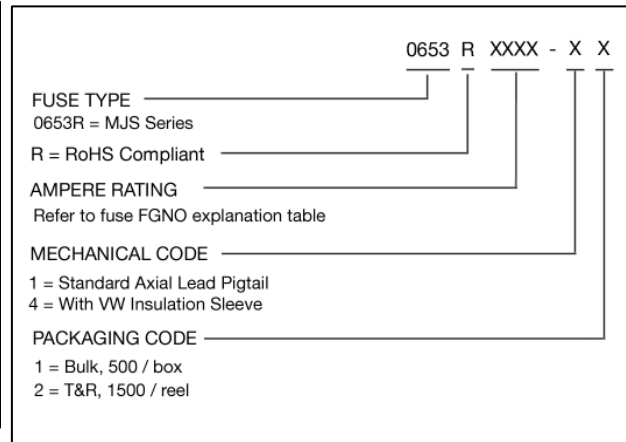 0653 R XXXX - X X
FUSE TYPE
0653R = MJS Series
R = RoHS Compliant
AMPERE RATING
Refer to fuse FGNO explanation table
MECHANICAL CODE
1 = Standard Axial Lead Pigtail
4 = With VW Insulation Sleeve
PACKAGING CODE
1 = Bulk, 500 / box
2 = T&R, 1500 / reel